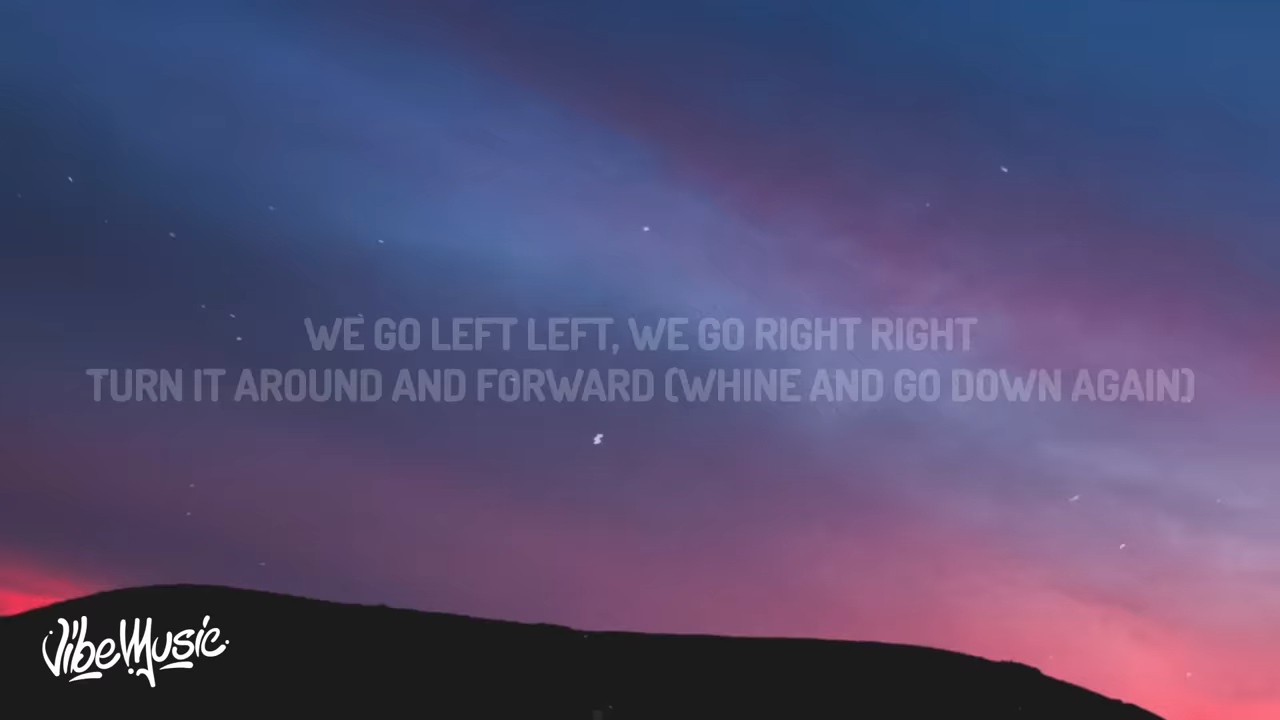 WE GO LEFT LEFT, WE GO RIGHT RIGHT
TURN IT AROUND AND FORWARD (WHINE AND GO DOWN AGAIN)
VibeMusic